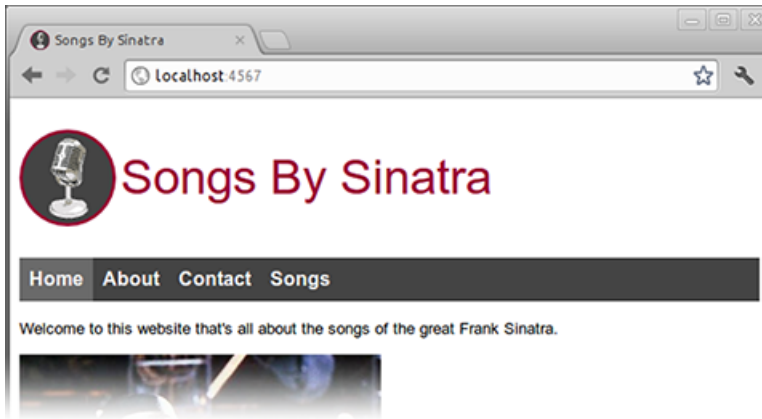 Songs By Sinatra
localhost:4567
Songs By Sinatra
Home About Contact Songs
Welcome to this website that's all about the songs of the great Frank Sinatra.